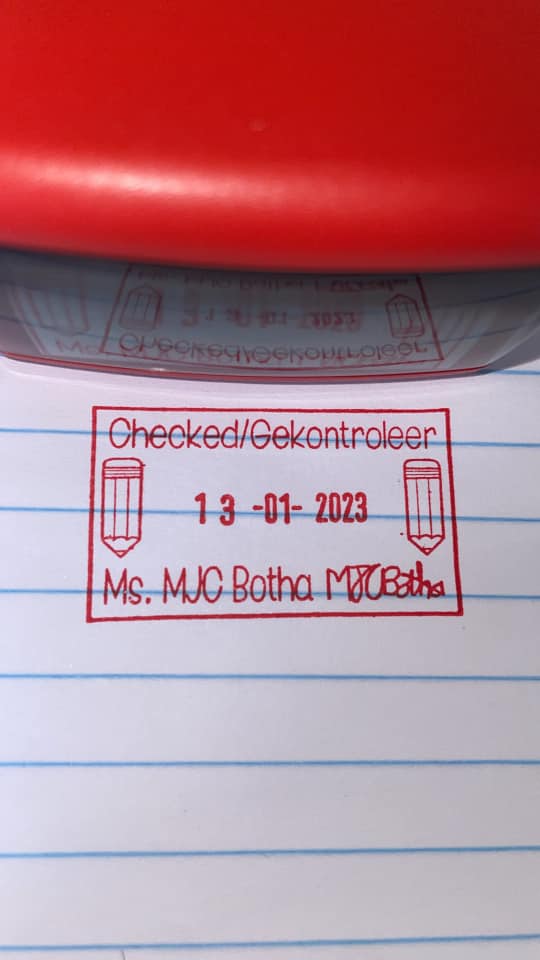 Checked/Gekontroleer
13 -01- 2023
Ms. MJC Botha MJCBotha